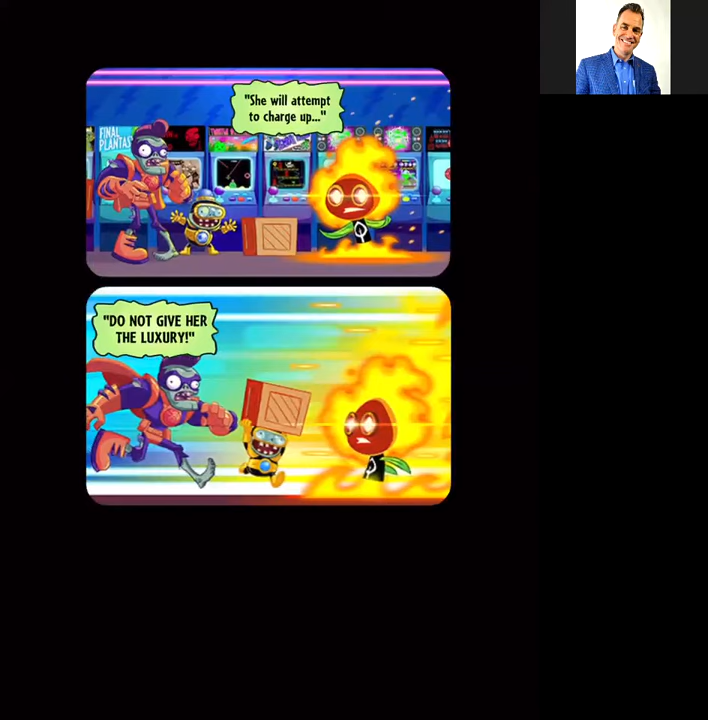 "She will attempt
to charge up..."
FINAL
PLANTAS
"DO NOT GIVE HER
THE LUXURY!"